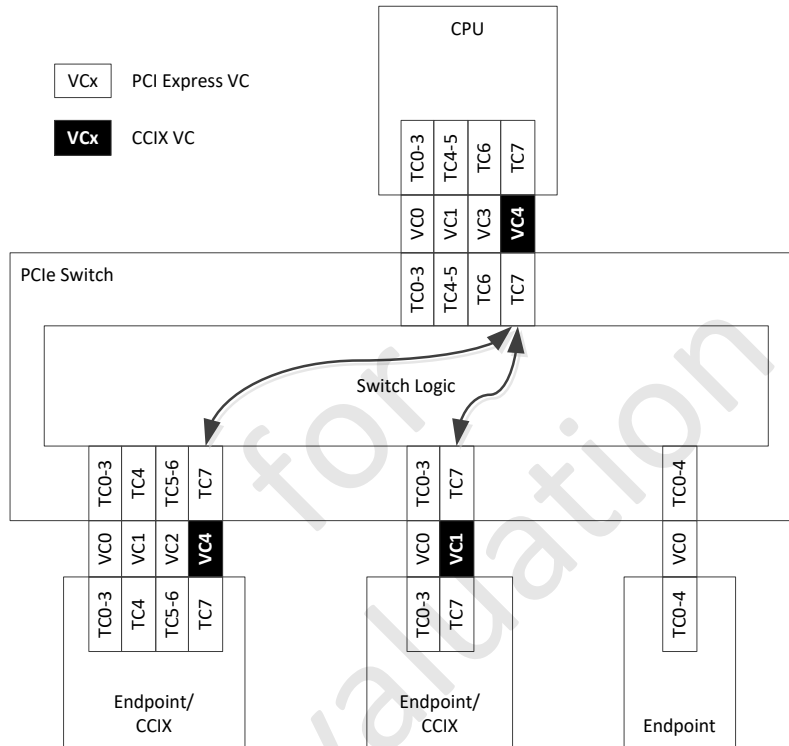 CPU
VCx PCI Express VC
VCx CCIX VC
TC0-3 TC4-5 TC6 TC7
VC0 VC1 VC3 VC4
PCIe Switch
TC0-3 TC4-5 TC6 TC7
Switch Logic
TC0-3 TC4 TC5-6 TC7
TC0-3 TC7
TC0-4
VC0 VC1 VC2 VC4
VC0 VC1
VC0
TC0-3 TC4 TC5-6 TC7
TC0-3 TC7
TC0-4
Endpoint/
CCIX
Endpoint/
CCIX
Endpoint
for
valuation